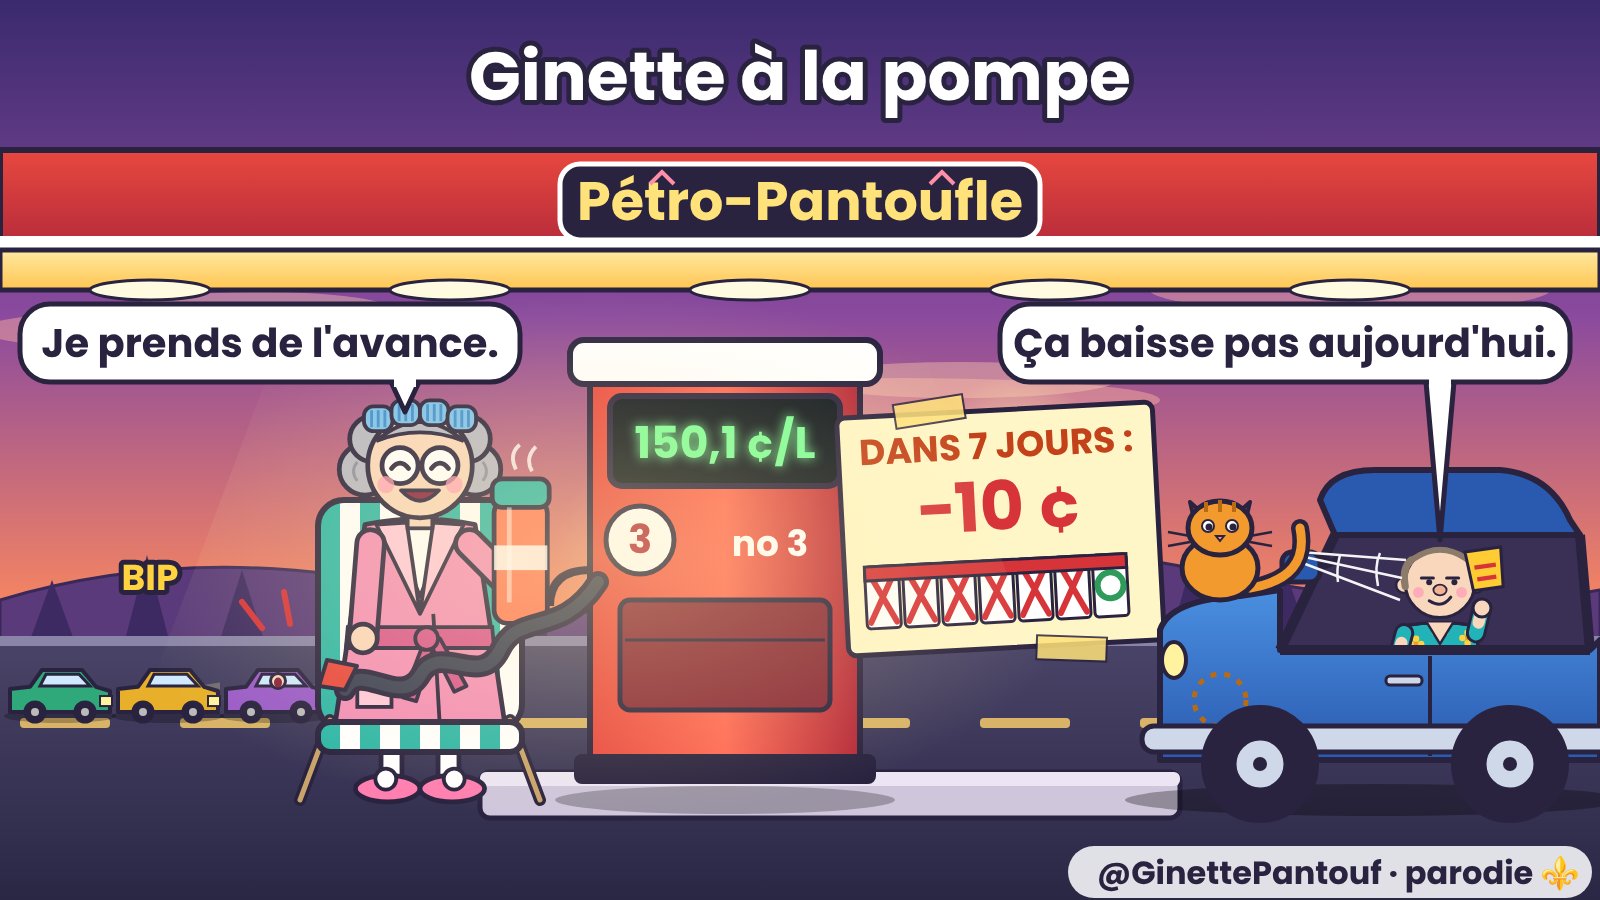 Ginette à la pompe
Pétro-Pantoufle
Je prends de l'avance.
Ça baisse pas aujourd'hui.
150,1 ¢/L
DANS 7 JOURS :
-10 ¢
3
no 3
BIP
@GinettePantouf · parodie ⚜️